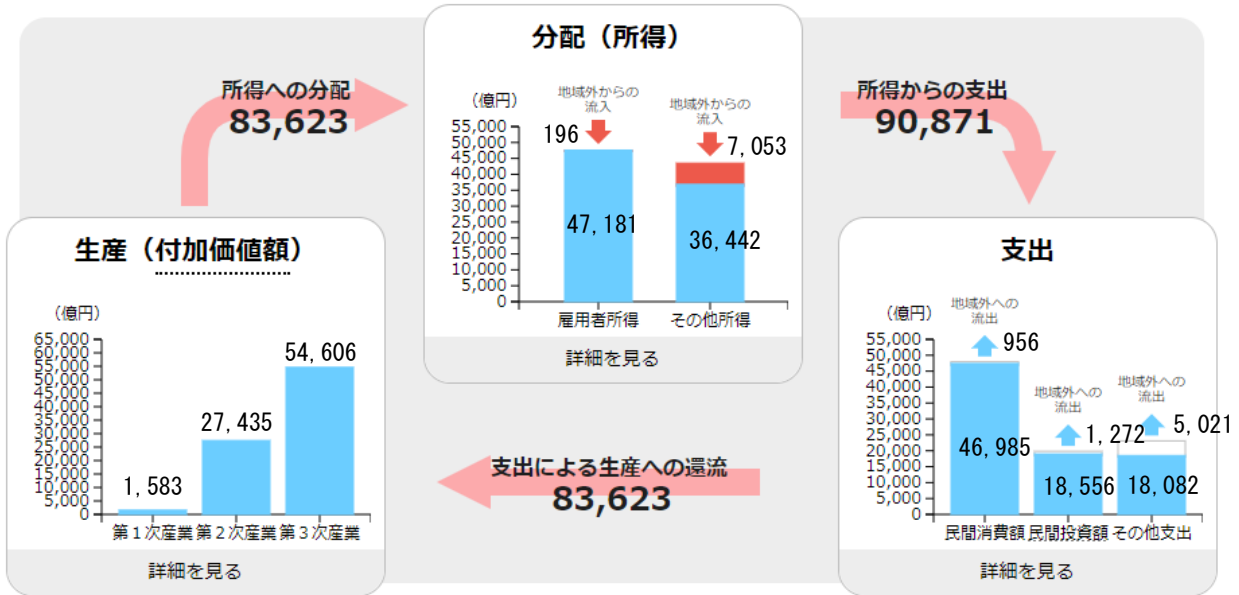 分配（所得）
（億円）
地域外からの
流入
地域外からの
流入
196
7,053
55,000
50,000
45,000
40,000
35,000
30,000
25,000
20,000
15,000
10,000
5,000
0
47,181
36,442
雇用者所得
その他所得
詳細を見る
所得への分配
83,623
所得からの支出
90,871
生産（付加価値額）
（億円）
65,000
60,000
55,000
50,000
45,000
40,000
35,000
30,000
25,000
20,000
15,000
10,000
5,000
0
1,583
27,435
54,606
第１次産業
第２次産業
第３次産業
詳細を見る
支出
（億円）
地域外への
流出
956
地域外への
流出
1,272
地域外への
流出
5,021
55,000
50,000
45,000
40,000
35,000
30,000
25,000
20,000
15,000
10,000
5,000
0
46,985
18,556
18,082
民間消費額
民間投資額
その他支出
詳細を見る
支出による生産への還流
83,623